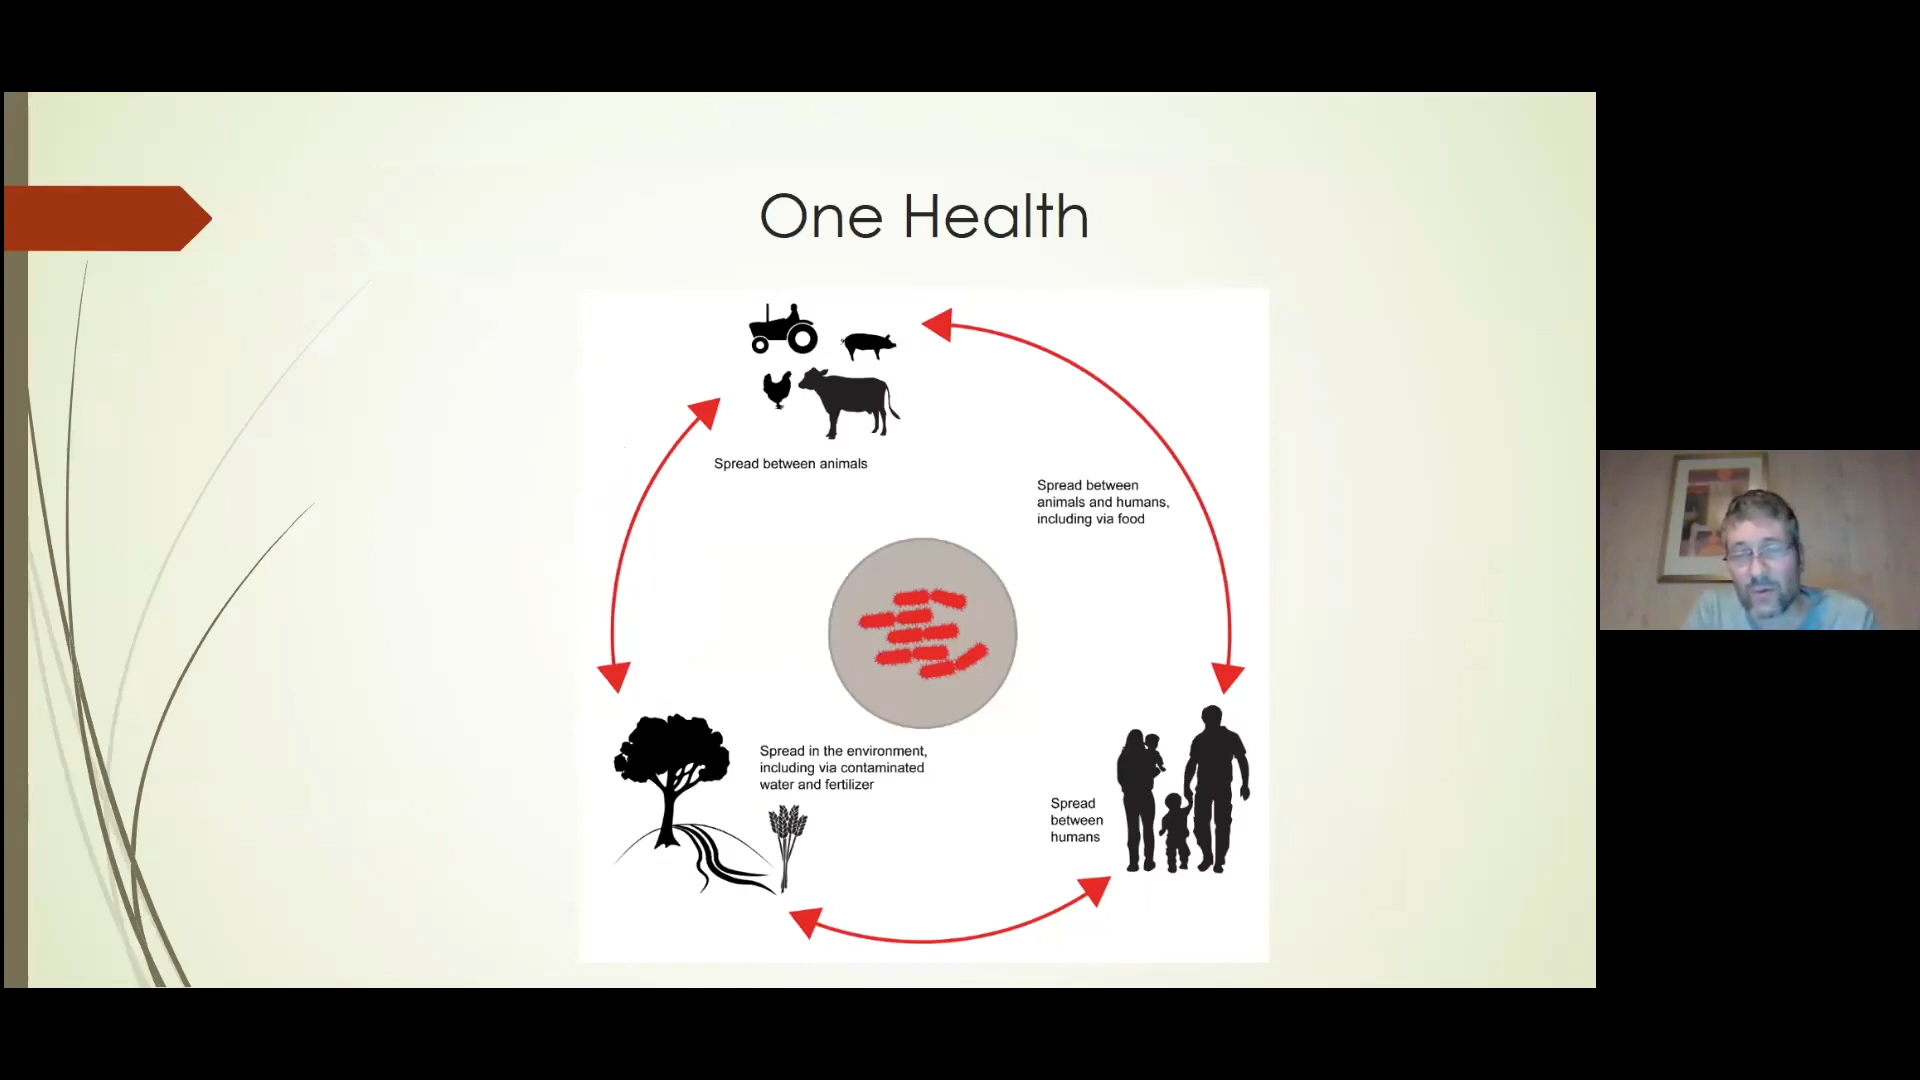 One Health
Spread between animals
Spread between
animals and humans,
including via food
Spread in the environment,
including via contaminated
water and fertilizer
Spread
between
humans